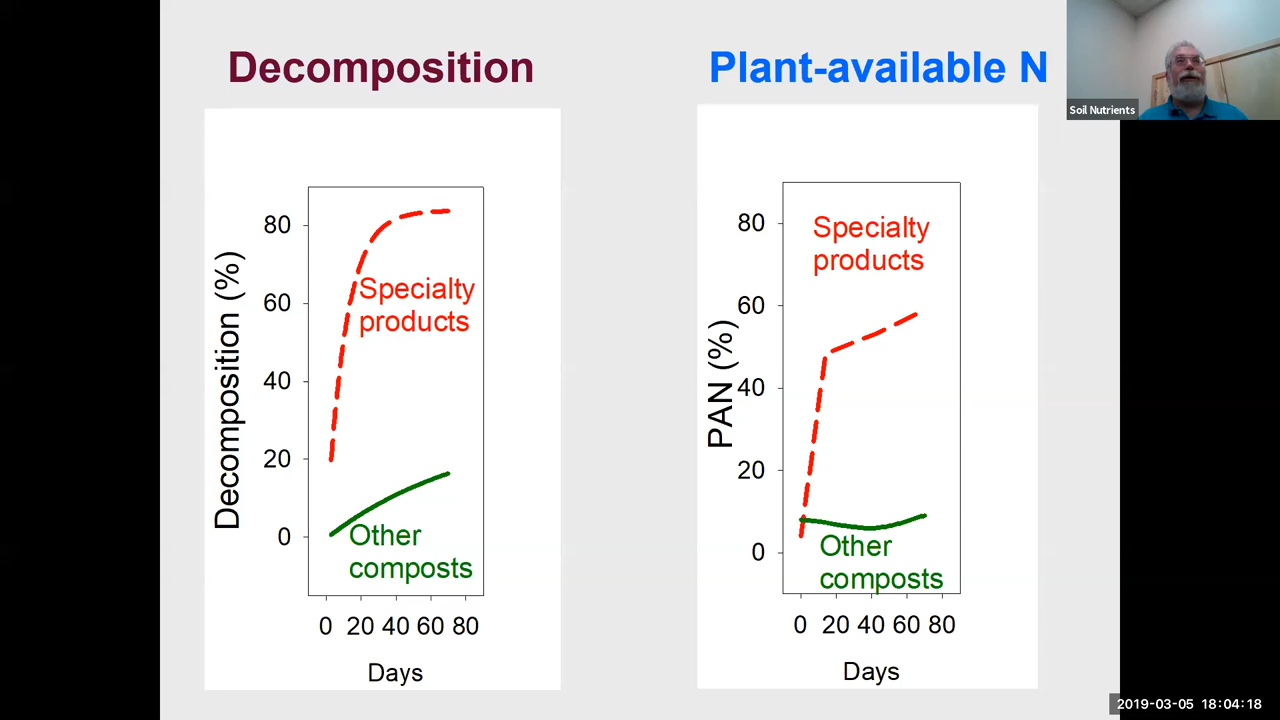 Decomposition
Plant-available N
Soil Nutrients
Decomposition (%)
80
60
40
20
0
Specialty
products
Other
composts
0 20 40 60 80
Days
PAN (%)
80
60
40
20
0
Specialty
products
Other
composts
0 20 40 60 80
Days
2019-03-05 18:04:18